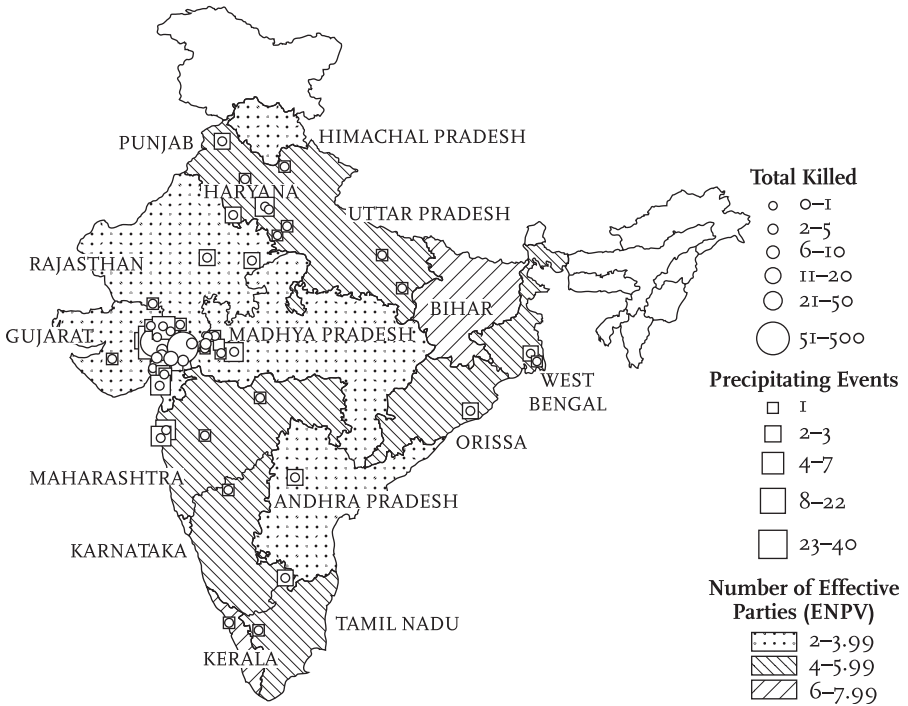 PUNJAB
HIMACHAL PRADESH
HARYANA
UTTAR PRADESH
RAJASTHAN
BIHAR
GUJARAT
MADHYA PRADESH
WEST
BENGAL
ORISSA
MAHARASHTRA
ANDHRA PRADESH
KARNATAKA
TAMIL NADU
KERALA
Total Killed
0–1
2–5
6–10
11–20
21–50
51–500
Precipitating Events
1
2–3
4–7
8–22
23–40
Number of Effective
Parties (ENPV)
2–3.99
4–5.99
6–7.99